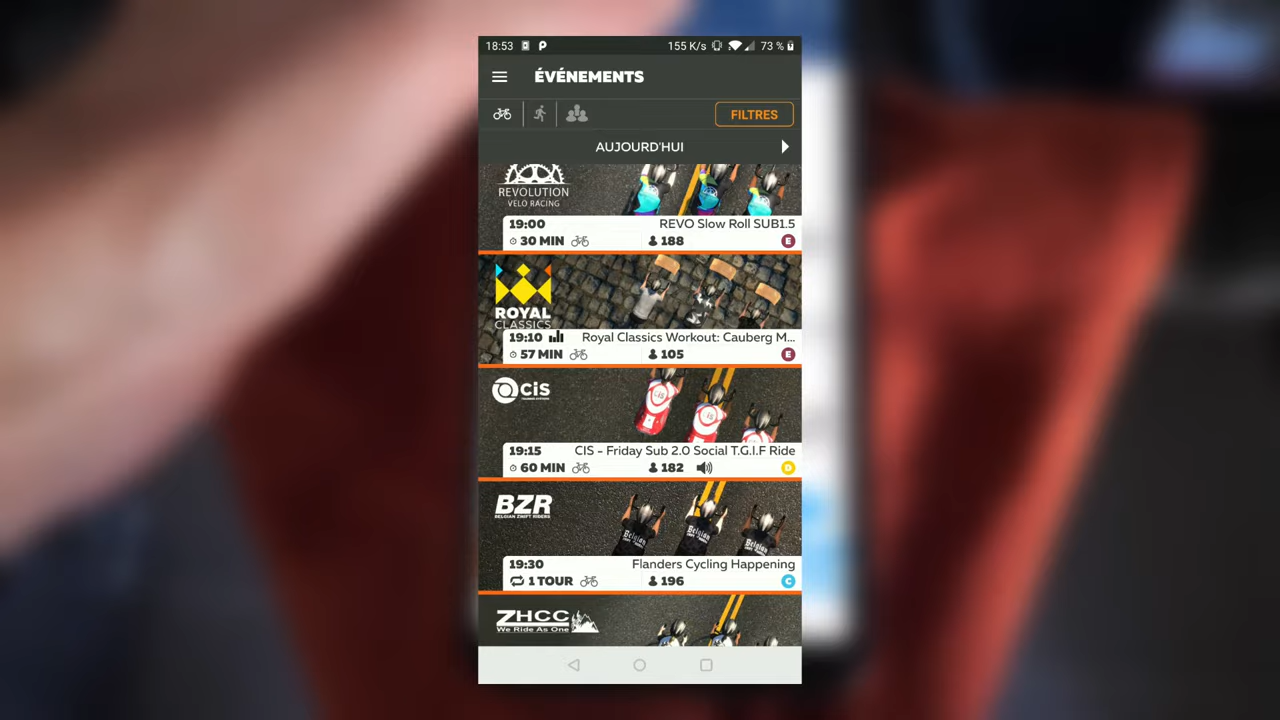 18:53 155 K/s 73 %
ÉVÉNEMENTS
FILTRES
AUJOURD'HUI
REVOLUTION
VELO RACING
19:00 REVO Slow Roll SUB1.5
30 MIN 188 E
ROYAL
CLASSICS
19:10 Royal Classics Workout: Cauberg M...
57 MIN 105 E
cis
19:15 CIS - Friday Sub 2.0 Social T.G.I.F Ride
60 MIN 182 D
BZR
BELGIAN ZWIFT RIDERS
19:30 Flanders Cycling Happening
1 TOUR 196 C
ZHCC
We Ride As One